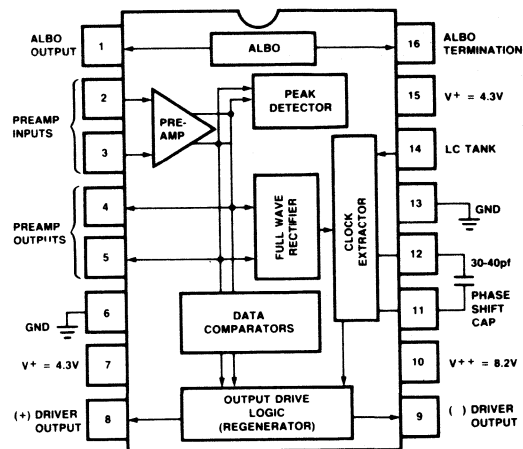 ALBO
OUTPUT
1
ALBO
16
ALBO
TERMINATION
2
PREAMP
INPUTS
3
PRE-
AMP
PEAK
DETECTOR
15
V+ = 4.3V
14
LC TANK
4
PREAMP
OUTPUTS
5
FULL WAVE
RECTIFIER
CLOCK
EXTRACTOR
13
GND
12
30-40pf
11
PHASE
SHIFT
CAP
6
GND
DATA
COMPARATORS
7
V+ = 4.3V
10
V++ = 8.2V
(+) DRIVER
OUTPUT
8
OUTPUT DRIVE
LOGIC
(REGENERATOR)
9
( ) DRIVER
OUTPUT